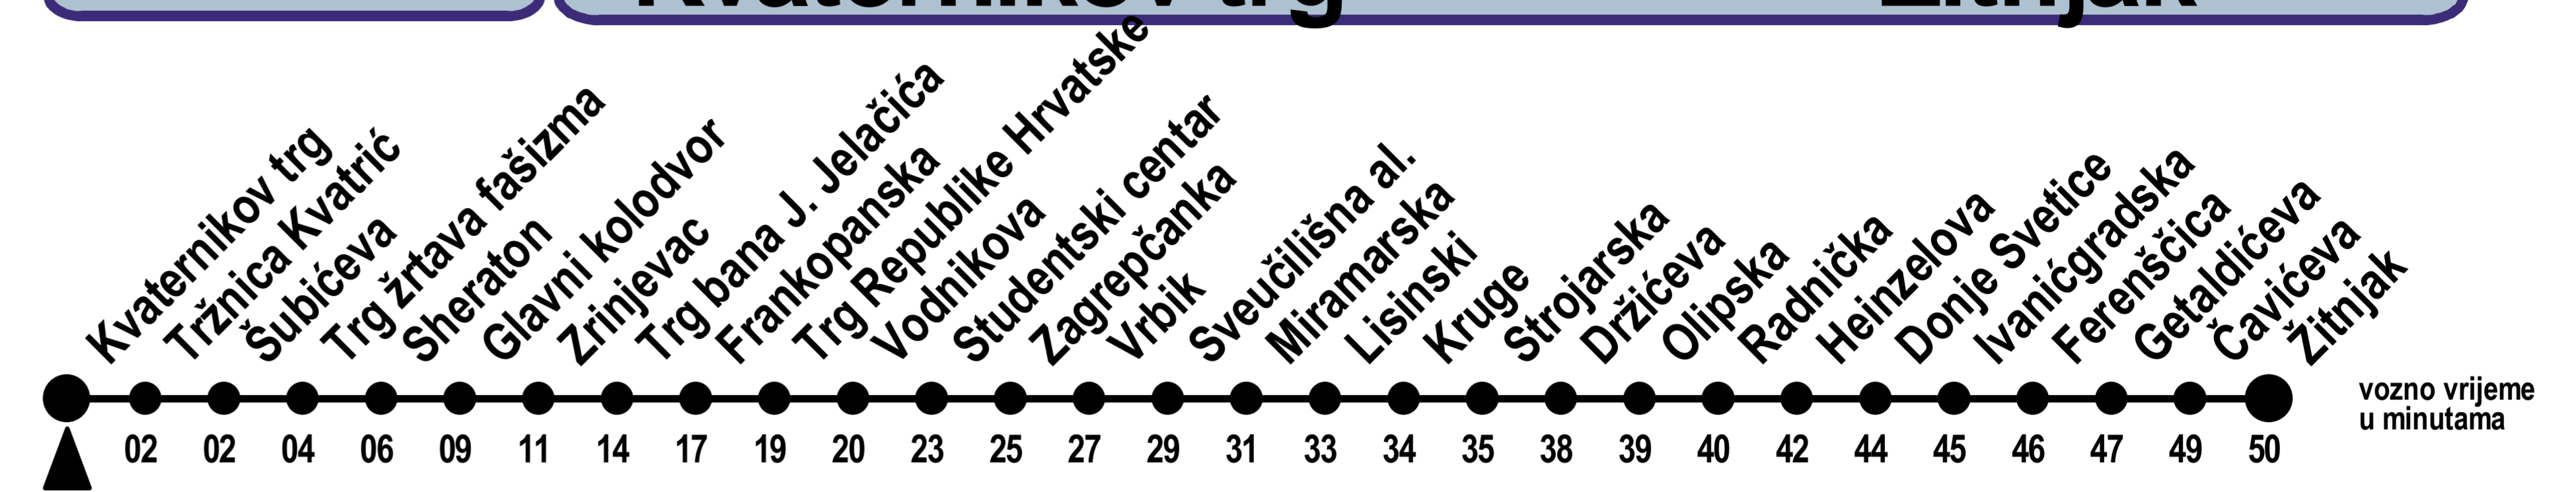 Kvaternikov trg
Žitnjak
Kvaternikov trg
Tržnica Kvatrić
Šubićeva
Trg žrtava fašizma
Sheraton
Glavni kolodvor
Zrinjevac
Trg bana J. Jelačića
Frankopanska
Trg Republike Hrvatske
Vodnikova
Studentski centar
Zagrepčanka
Vrbik
Sveučilišna al.
Miramarska
Lisinski
Kruge
Strojarska
Držićeva
Olipska
Radnička
Heinzelova
Donje Svetice
Ivanićgradska
Ferenščica
Getaldićeva
Čavićeva
Žitnjak
vozno vrijeme
u minutama
02 02 04 06 09 11 14 17 19 20 23 25 27 29 31 33 34 35 38 39 40 42 44 45 46 47 49 50